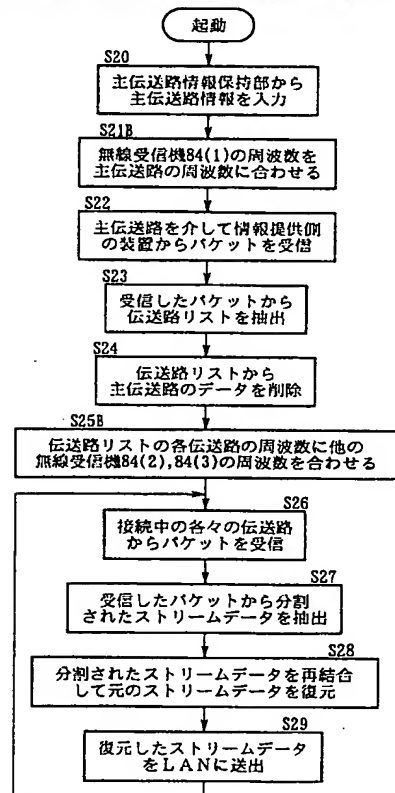 起動
S20
主伝送路情報保持部から
主伝送路情報を入力
S21B
無線受信機84(1)の周波数を
主伝送路の周波数に合わせる
S22
主伝送路を介して情報提供側
の装置からパケットを受信
S23
受信したパケットから
伝送路リストを抽出
S24
伝送路リストから
主伝送路のデータを削除
S25B
伝送路リストの各伝送路の周波数に他の
無線受信機84(2),84(3)の周波数を合わせる
S26
接続中の各々の伝送路
からパケットを受信
S27
受信したパケットから分割
されたストリームデータを抽出
S28
分割されたストリームデータを再結合
して元のストリームデータを復元
S29
復元したストリームデータ
をLANに送出